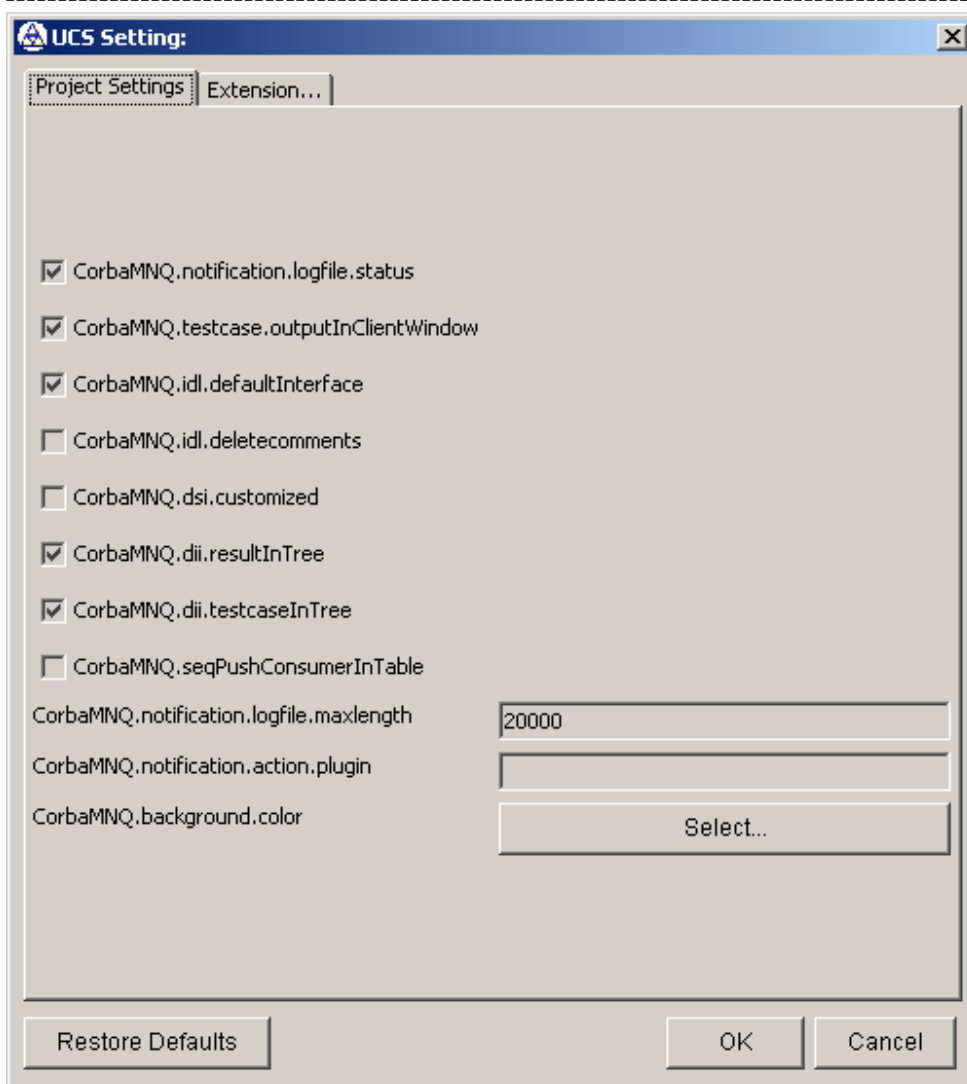 UCS Setting:
Project Settings
Extension...
CorbaMNQ.notification.logfile.status
CorbaMNQ.testcase.outputInClientWindow
CorbaMNQ.idl.defaultInterface
CorbaMNQ.idl.deletecomments
CorbaMNQ.dsi.customized
CorbaMNQ.dii.resultInTree
CorbaMNQ.dii.testcaseInTree
CorbaMNQ.seqPushConsumerInTable
CorbaMNQ.notification.logfile.maxlength 20000
CorbaMNQ.notification.action.plugin
CorbaMNQ.background.color Select...
Restore Defaults OK Cancel